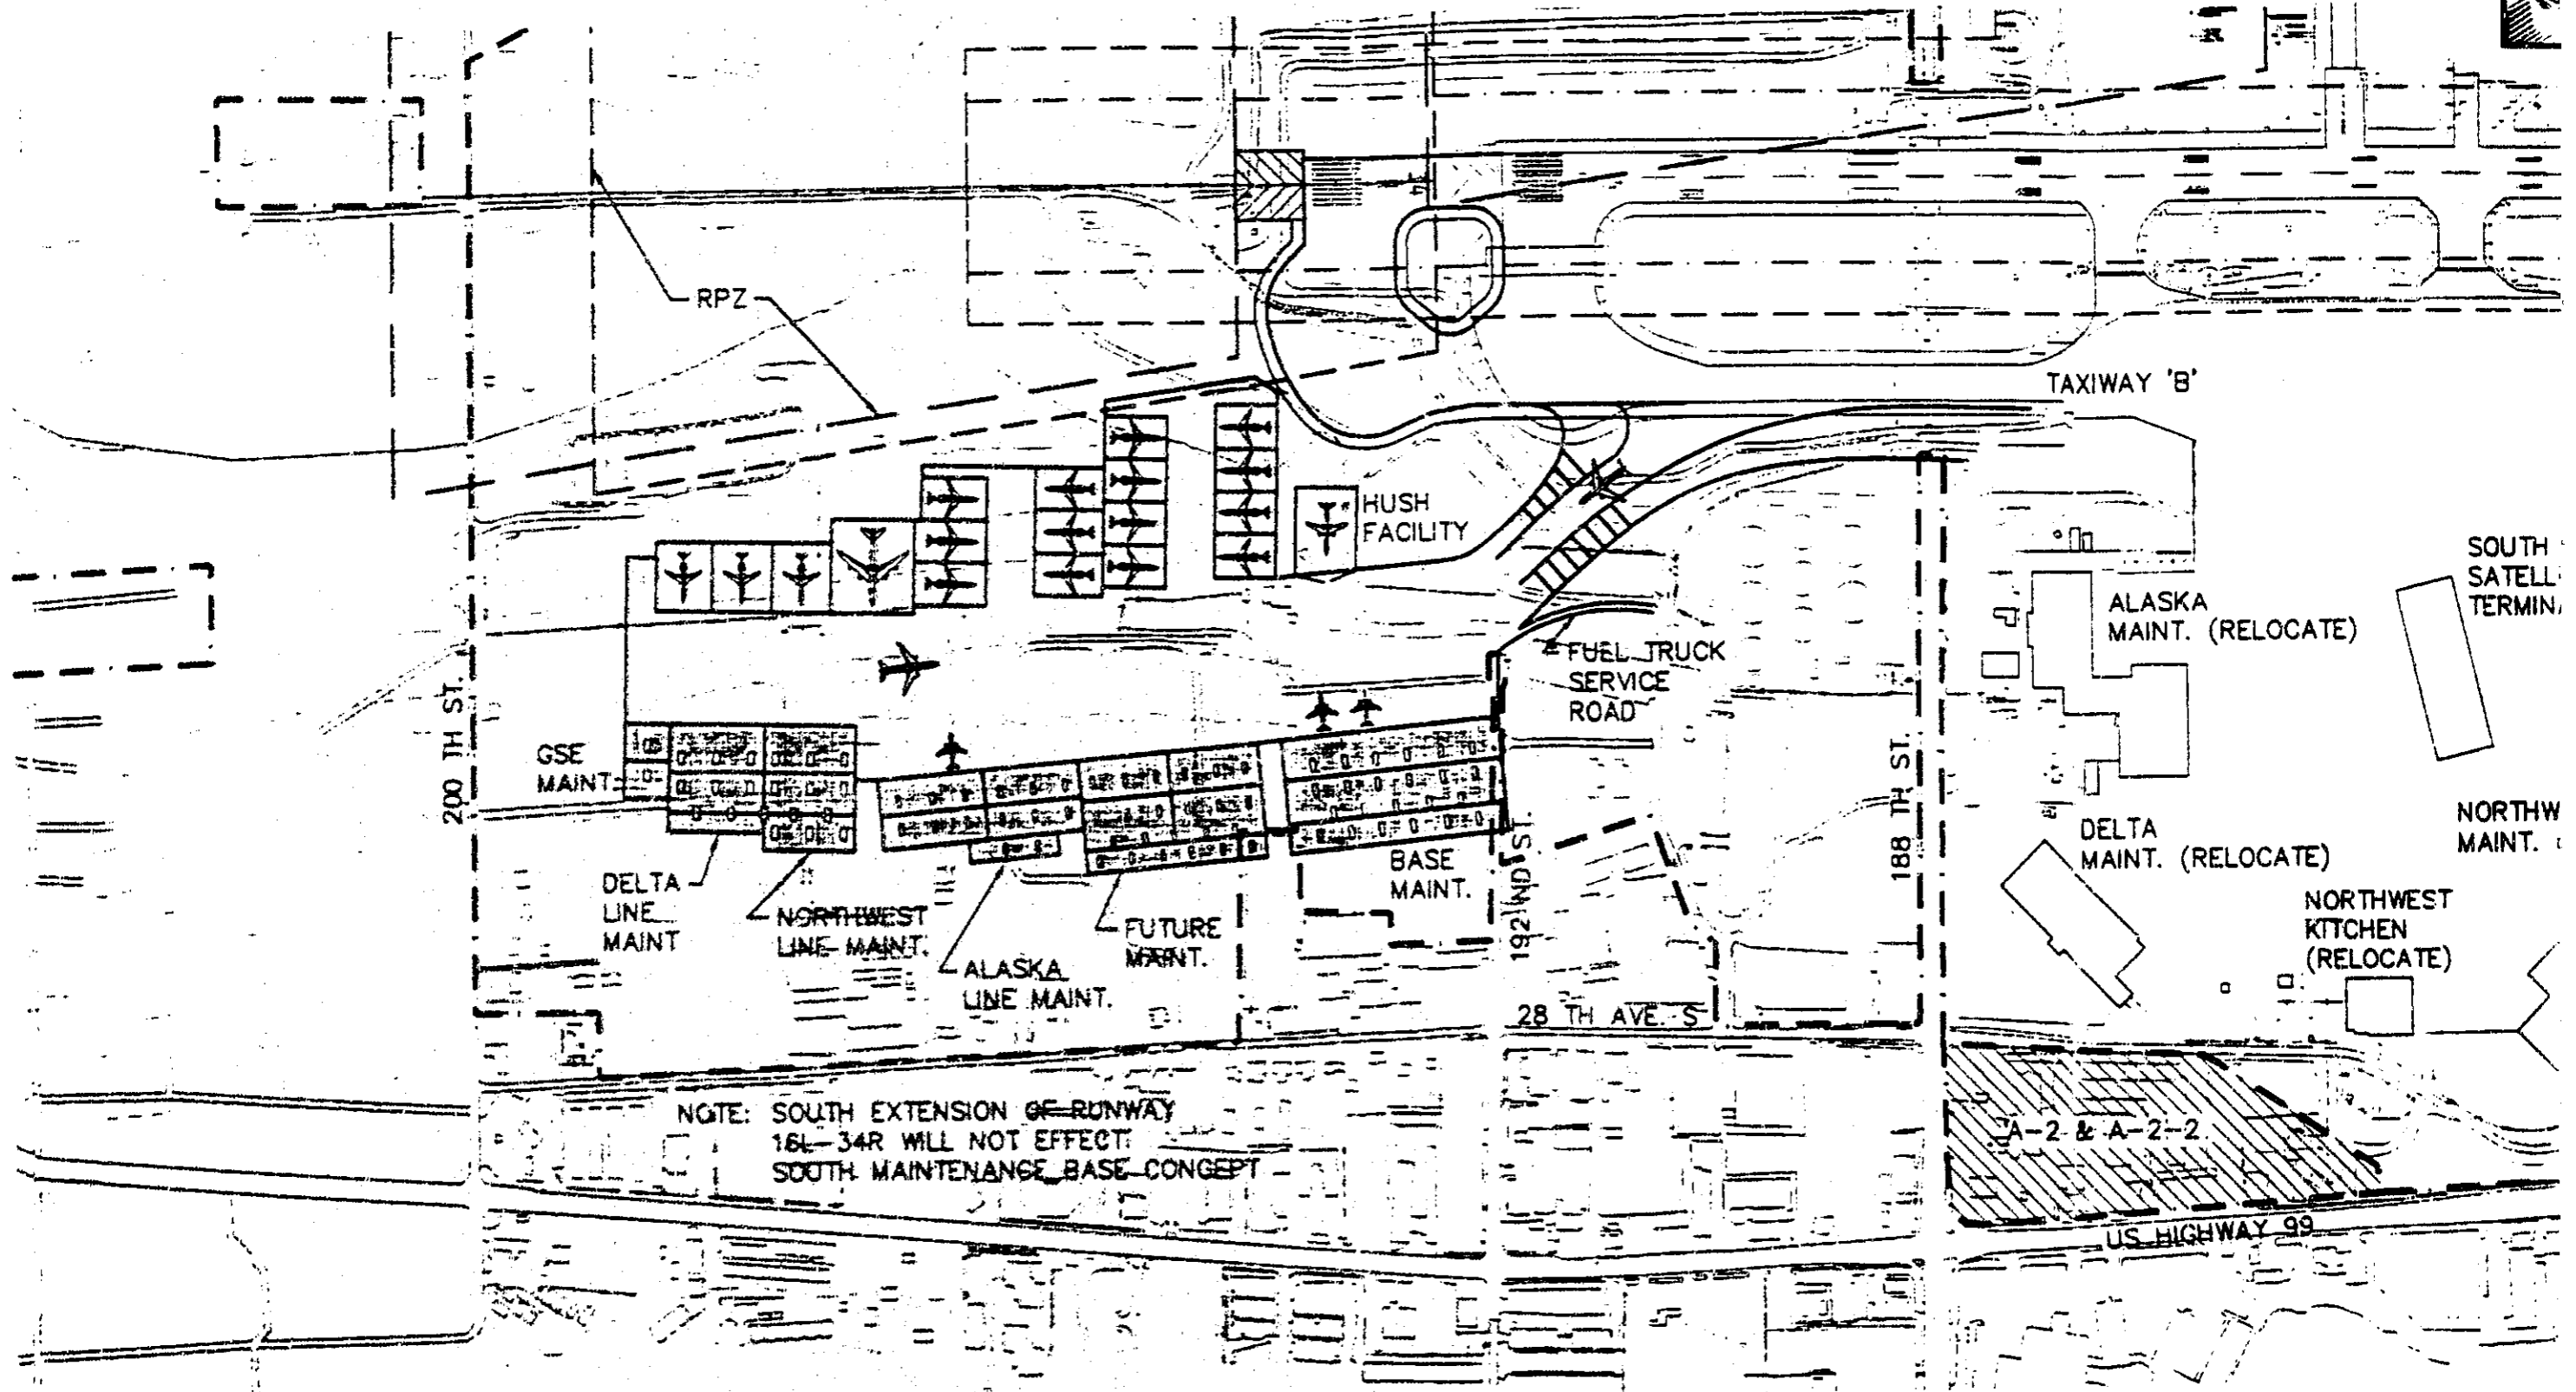 RPZ
TAXIWAY 'B'
HUSH
FACILITY
SOUTH
SATELL
TERMIN
ALASKA
MAINT. (RELOCATE)
FUEL TRUCK
SERVICE
ROAD
200 TH ST.
GSE
MAINT.
188 TH ST.
192 ND ST.
NORTHW
MAINT.
DELTA
MAINT. (RELOCATE)
BASE
MAINT.
DELTA
LINE
MAINT
NORTHWEST
LINE MAINT.
ALASKA
LINE MAINT.
FUTURE
MAINT.
NORTHWEST
KITCHEN
(RELOCATE)
28 TH AVE. S
NOTE: SOUTH EXTENSION OF RUNWAY
16L-34R WILL NOT EFFECT
SOUTH MAINTENANCE BASE CONCEPT
A-2 & A-2-2
US HIGHWAY 99